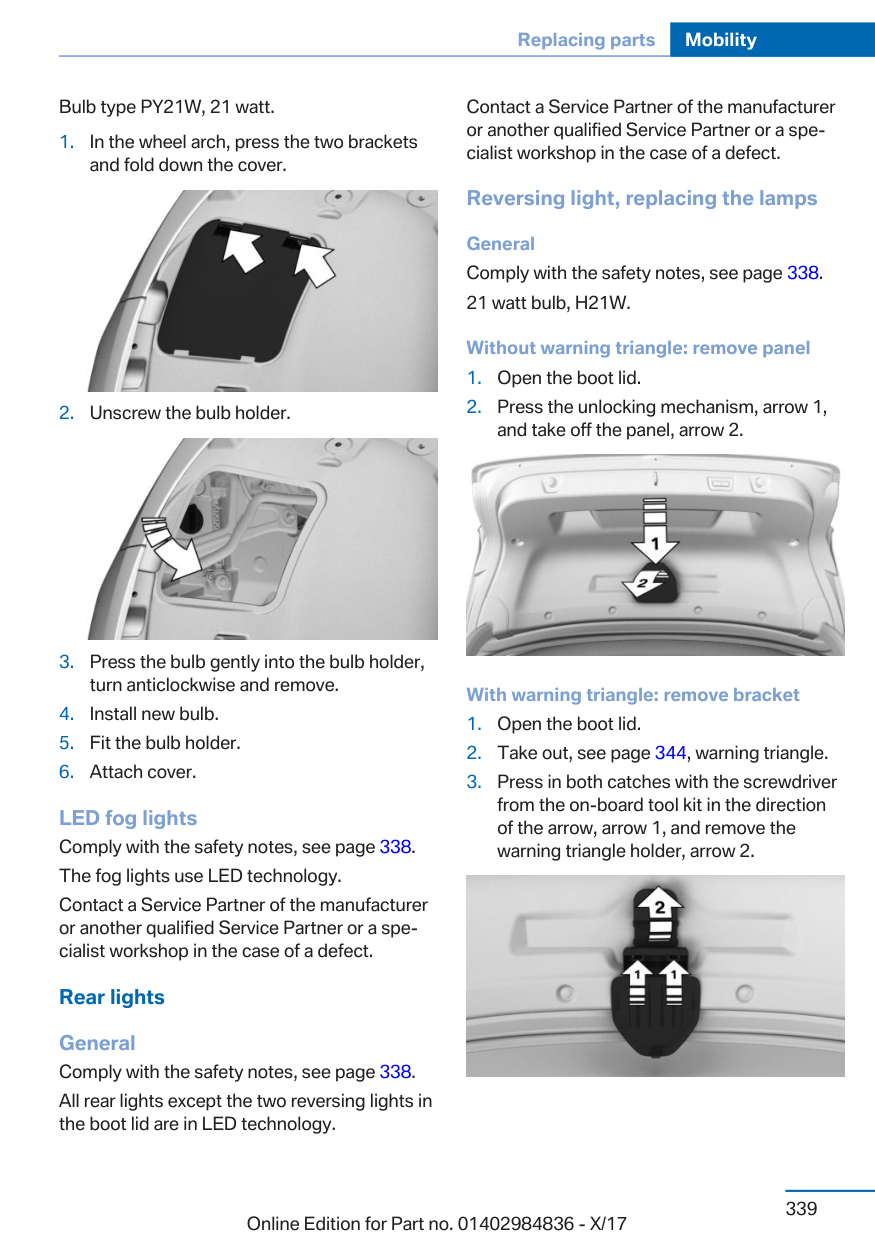 Replacing parts
Mobility
Bulb type PY21W, 21 watt.
1. In the wheel arch, press the two brackets
and fold down the cover.
2. Unscrew the bulb holder.
3. Press the bulb gently into the bulb holder,
turn anticlockwise and remove.
4. Install new bulb.
5. Fit the bulb holder.
6. Attach cover.
LED fog lights
Comply with the safety notes, see page 338.
The fog lights use LED technology.
Contact a Service Partner of the manufacturer
or another qualified Service Partner or a spe-
cialist workshop in the case of a defect.
Rear lights
General
Comply with the safety notes, see page 338.
All rear lights except the two reversing lights in
the boot lid are in LED technology.
Contact a Service Partner of the manufacturer
or another qualified Service Partner or a spe-
cialist workshop in the case of a defect.
Reversing light, replacing the lamps
General
Comply with the safety notes, see page 338.
21 watt bulb, H21W.
Without warning triangle: remove panel
1. Open the boot lid.
2. Press the unlocking mechanism, arrow 1,
and take off the panel, arrow 2.
1
2
With warning triangle: remove bracket
1. Open the boot lid.
2. Take out, see page 344, warning triangle.
3. Press in both catches with the screwdriver
from the on-board tool kit in the direction
of the arrow, arrow 1, and remove the
warning triangle holder, arrow 2.
2
1 1
339
Online Edition for Part no. 01402984836 - X/17